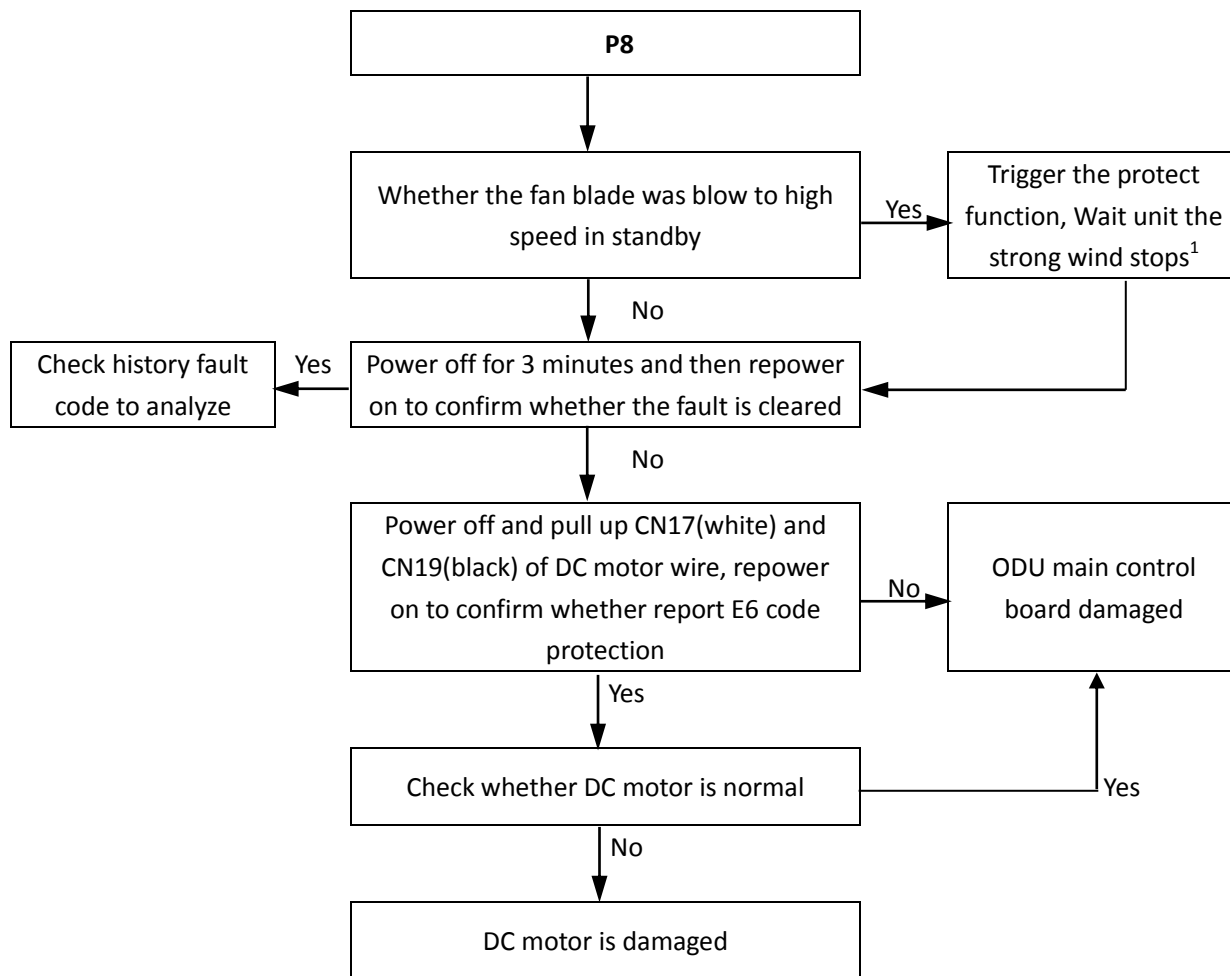 P8
Whether the fan blade was blow to high
speed in standby
Yes
Trigger the protect
function, Wait unit the
strong wind stops1
No
Check history fault
code to analyze
Yes
Power off for 3 minutes and then repower
on to confirm whether the fault is cleared
No
Power off and pull up CN17(white) and
CN19(black) of DC motor wire, repower
on to confirm whether report E6 code
protection
No
ODU main control
board damaged
Yes
Check whether DC motor is normal
Yes
No
DC motor is damaged